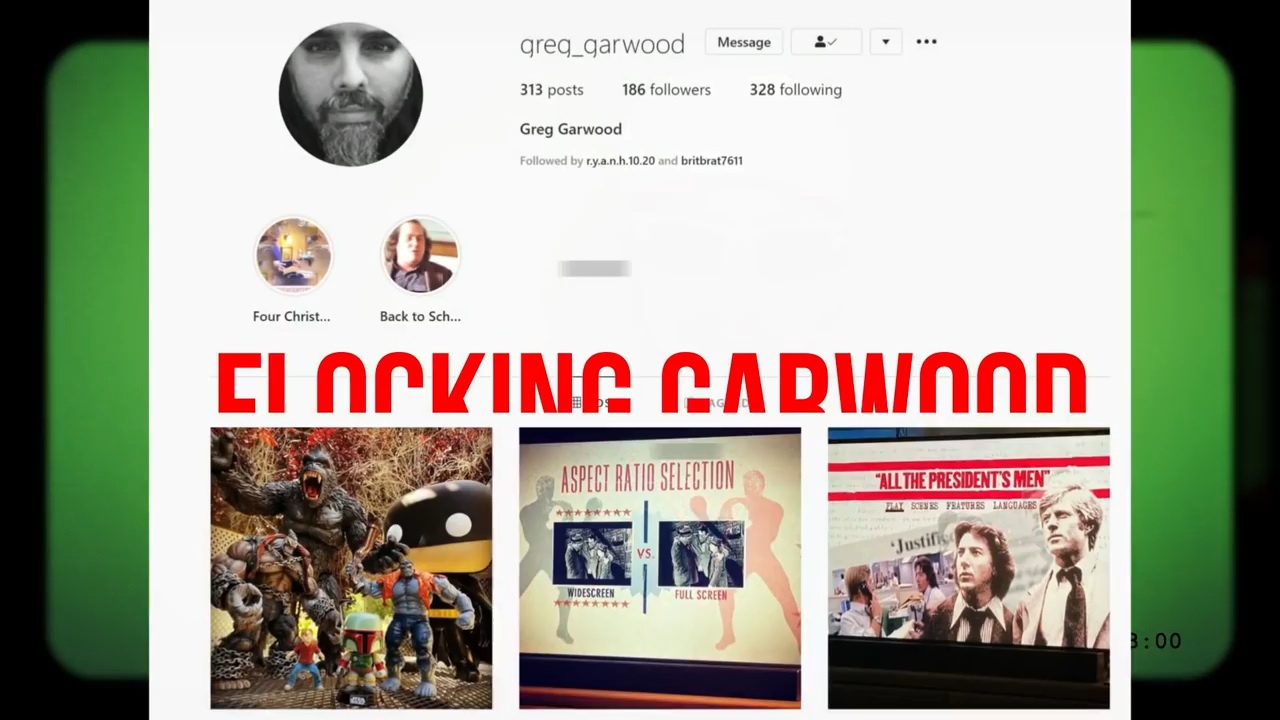 greg_garwood
Message
313 posts 186 followers 328 following
Greg Garwood
Followed by r.y.a.n.h.10.20 and britbrat7611
Four Christ... Back to Sch...
FLOCKING GARWOOD
ASPECT RATIO SELECTION
VS.
WIDESCREEN FULL SCREEN
"ALL THE PRESIDENT'S MEN"
PLAY SCENES FEATURES LANGUAGES
3:00